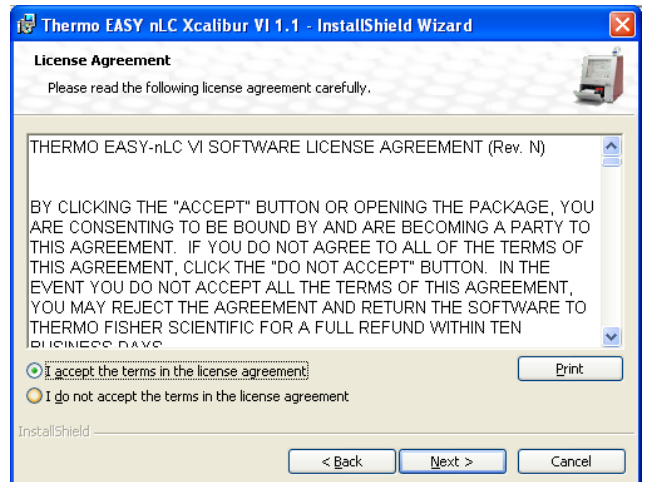 Thermo EASY nLC Xcalibur VI 1.1 - InstallShield Wizard
License Agreement
Please read the following license agreement carefully.
THERMO EASY-nLC VI SOFTWARE LICENSE AGREEMENT (Rev. N)
BY CLICKING THE "ACCEPT" BUTTON OR OPENING THE PACKAGE, YOU
ARE CONSENTING TO BE BOUND BY AND ARE BECOMING A PARTY TO
THIS AGREEMENT.  IF YOU DO NOT AGREE TO ALL OF THE TERMS OF
THIS AGREEMENT, CLICK THE "DO NOT ACCEPT" BUTTON.  IN THE
EVENT YOU DO NOT ACCEPT ALL THE TERMS OF THIS AGREEMENT,
YOU MAY REJECT THE AGREEMENT AND RETURN THE SOFTWARE TO
THERMO FISHER SCIENTIFIC FOR A FULL REFUND WITHIN TEN
BUSINESS DAYS
I accept the terms in the license agreement
Print
I do not accept the terms in the license agreement
InstallShield
< Back
Next >
Cancel